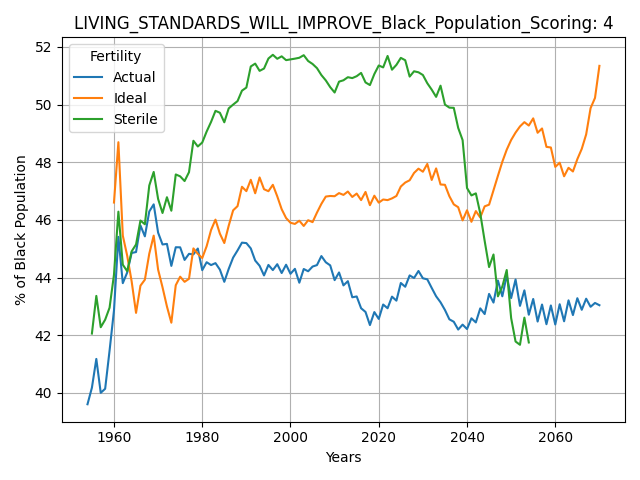 LIVING_STANDARDS_WILL_IMPROVE_Black_Population_Scoring: 4
Fertility
Actual
Ideal
Sterile
% of Black Population
52
50
48
46
44
42
40
1960
1980
2000
2020
2040
2060
Years